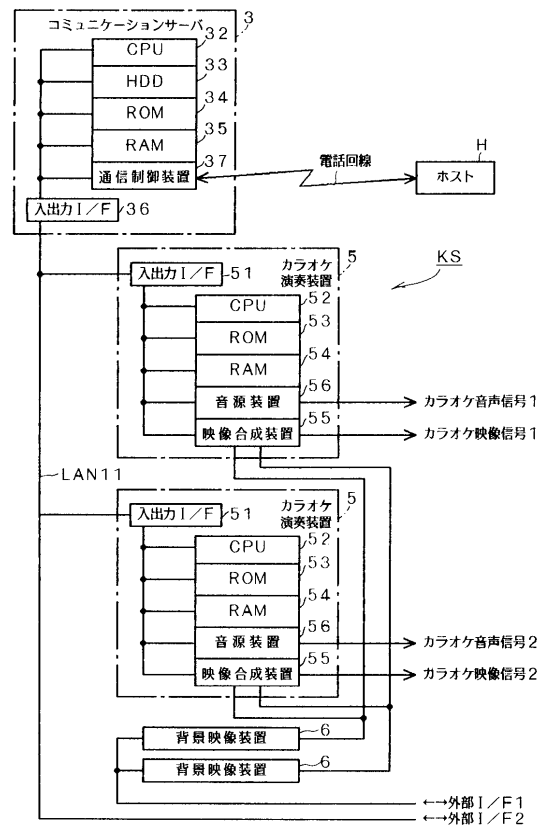 コミュニケーションサーバ
3
CPU
32
HDD
33
ROM
34
RAM
35
通信制御装置
37
入出力I/F
36
電話回線
H
ホスト
KS
入出力I/F
51
カラオケ
演奏装置
5
CPU
52
ROM
53
RAM
54
音源装置
56
カラオケ音声信号1
映像合成装置
55
カラオケ映像信号1
LAN11
入出力I/F
51
カラオケ
演奏装置
5
CPU
52
ROM
53
RAM
54
音源装置
56
カラオケ音声信号2
映像合成装置
55
カラオケ映像信号2
背景映像装置
6
背景映像装置
6
←→外部I/F1
←→外部I/F2